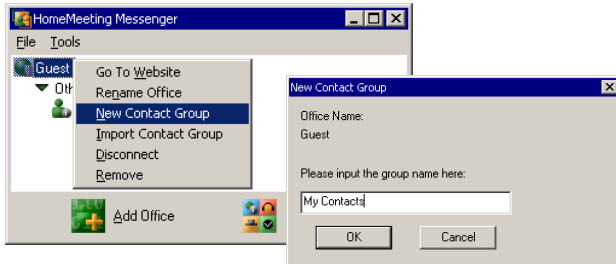 HomeMeeting Messenger
File Tools
Guest
Oth
Go To Website
Rename Office
New Contact Group
Import Contact Group
Disconnect
Remove
Add Office
New Contact Group
Office Name:
Guest
Please input the group name here:
My Contacts
OK Cancel